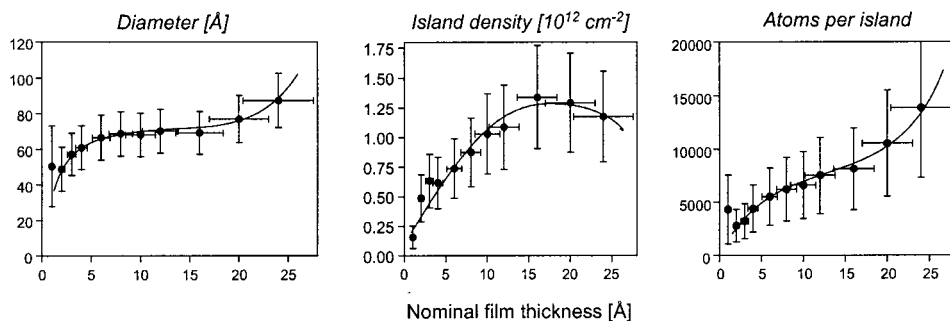 Diameter [Å]
Island density [10¹² cm⁻²]
Atoms per island
120
100
80
60
40
20
0
0 5 10 15 20 25
1.75
1.50
1.25
1.00
0.75
0.50
0.25
0.00
0 5 10 15 20 25
20000
15000
10000
5000
0
0 5 10 15 20 25
Nominal film thickness [Å]